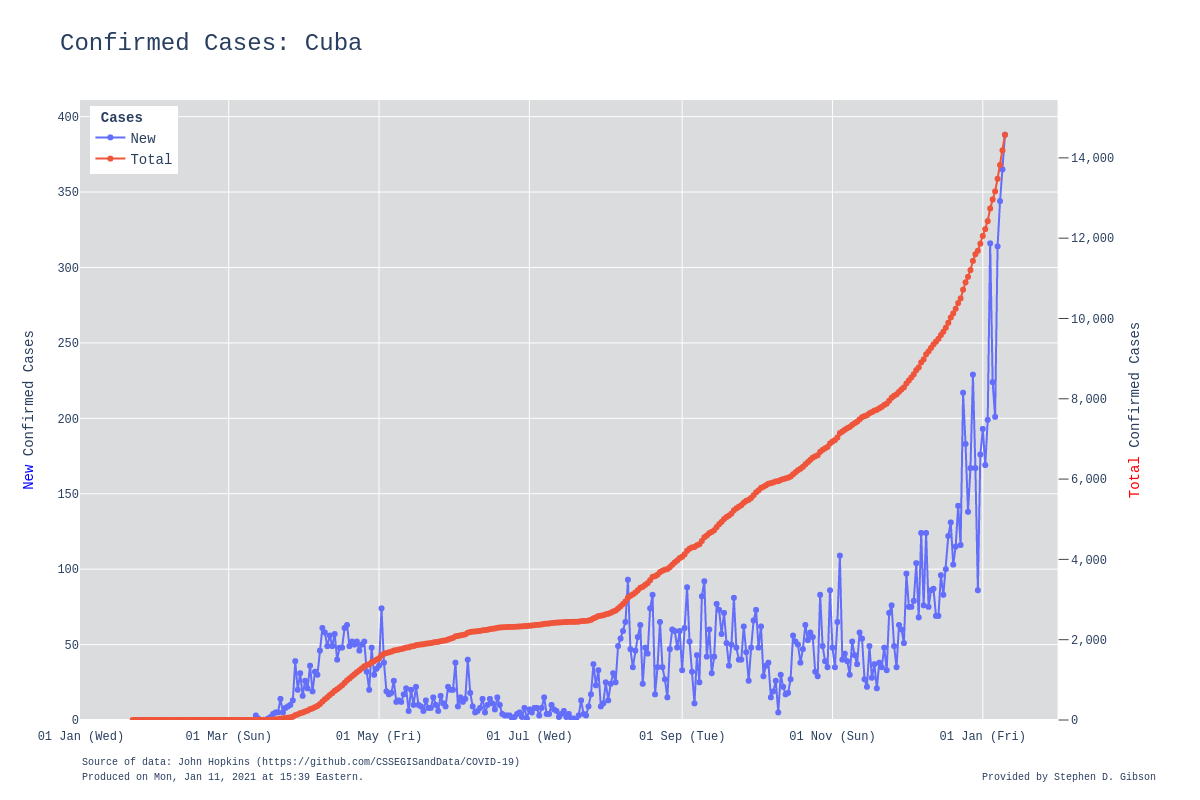 Confirmed Cases: Cuba
Cases
New
Total
400
350
300
250
200
150
100
50
0
14,000
12,000
10,000
8,000
6,000
4,000
2,000
0
New Confirmed Cases
Total Confirmed Cases
01 Jan (Wed) 01 Mar (Sun) 01 May (Fri) 01 Jul (Wed) 01 Sep (Tue) 01 Nov (Sun) 01 Jan (Fri)
Source of data: John Hopkins (https://github.com/CSSEGISandData/COVID-19)
Produced on Mon, Jan 11, 2021 at 15:39 Eastern.
Provided by Stephen D. Gibson